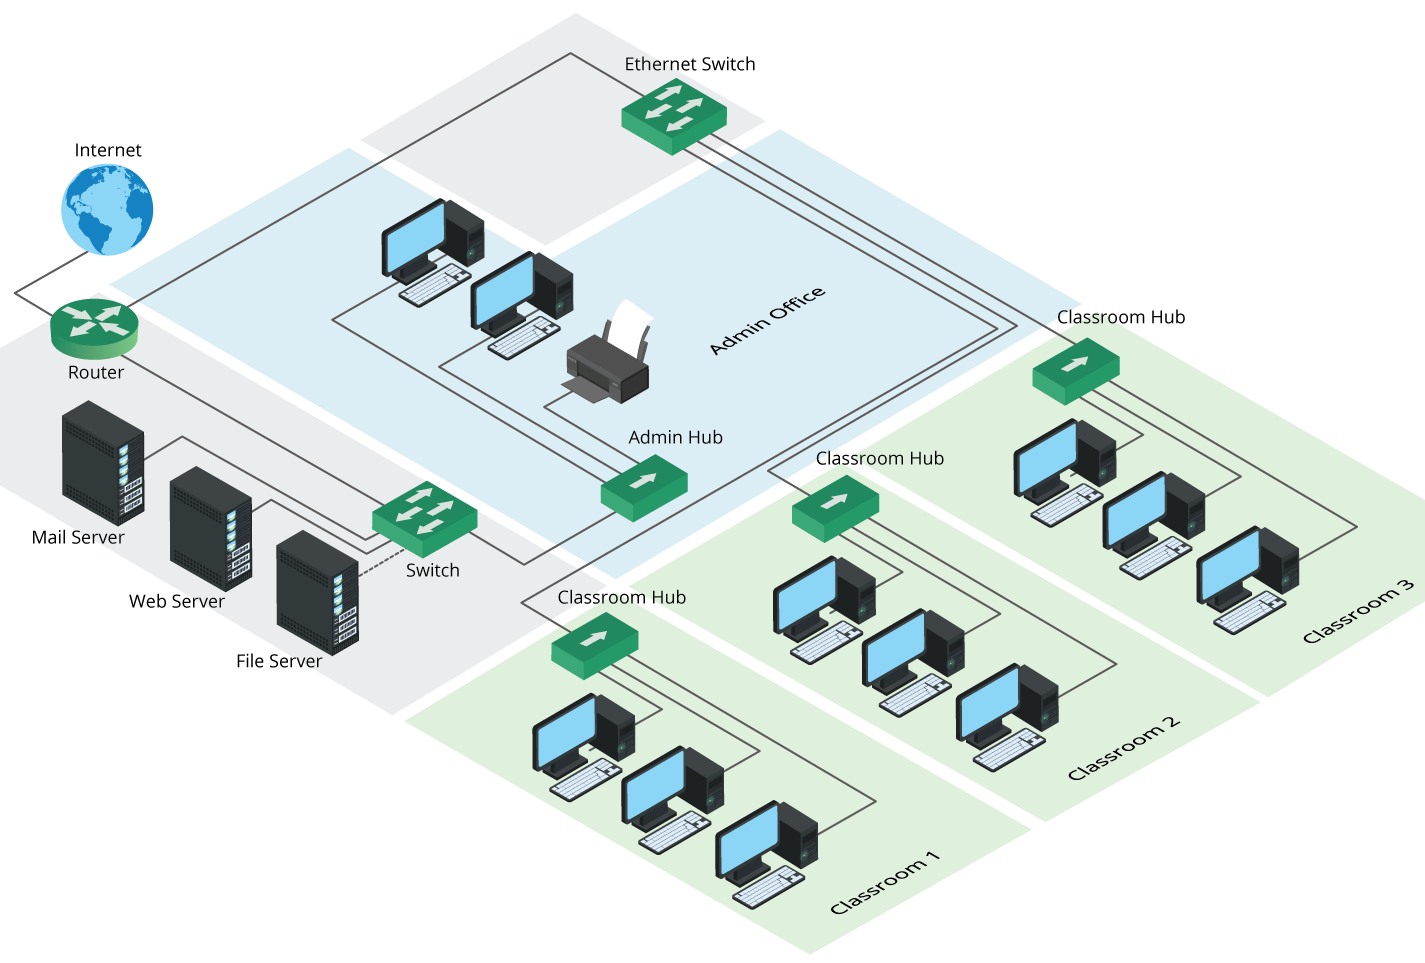 Ethernet Switch
Internet
Admin Office
Classroom Hub
Router
Admin Hub
Classroom Hub
Mail Server
Switch
Web Server
Classroom Hub
Classroom 3
File Server
Classroom 2
Classroom 1